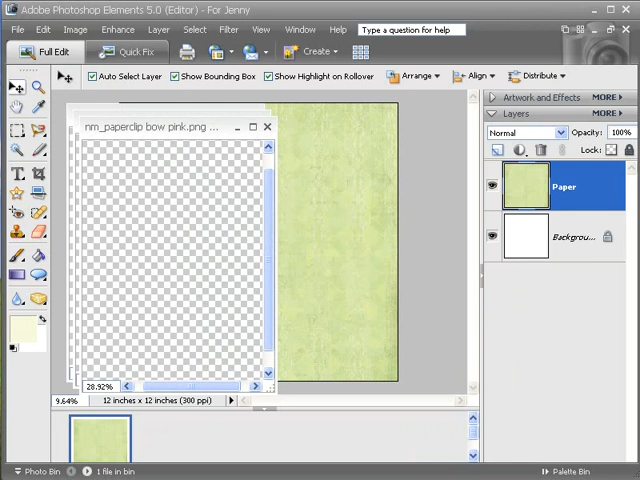 Adobe Photoshop Elements 5.0 (Editor) - For Jenny
File Edit Image Enhance Layer Select Filter View Window Help Type a question for help
Full Edit Quick Fix Create
Auto Select Layer Show Bounding Box Show Highlight on Rollover Arrange Align Distribute
Artwork and Effects MORE
Layers MORE
nm_paperclip bow pink.png ...
Normal Opacity: 100%
Lock:
Paper
Backgrou...
28.92%
9.64% 12 inches x 12 inches (300 ppi)
Photo Bin 1 file in bin Palette Bin